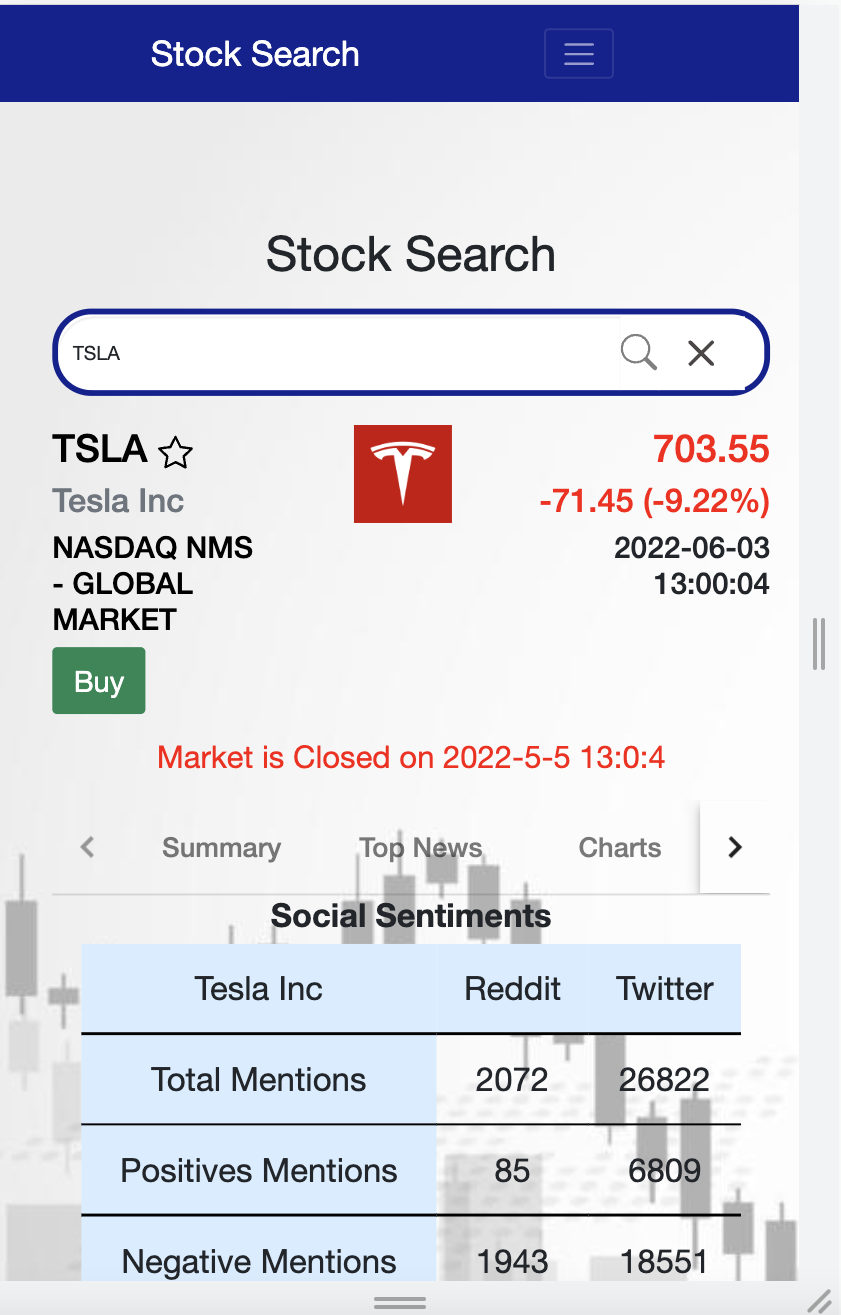 Stock Search
Stock Search
TSLA
TSLA
Tesla Inc
NASDAQ NMS
- GLOBAL
MARKET
Buy
703.55
-71.45 (-9.22%)
2022-06-03
13:00:04
Market is Closed on 2022-5-5 13:0:4
Summary Top News Charts
Social Sentiments
Tesla Inc Reddit Twitter
Total Mentions 2072 26822
Positives Mentions 85 6809
Negative Mentions 1943 18551